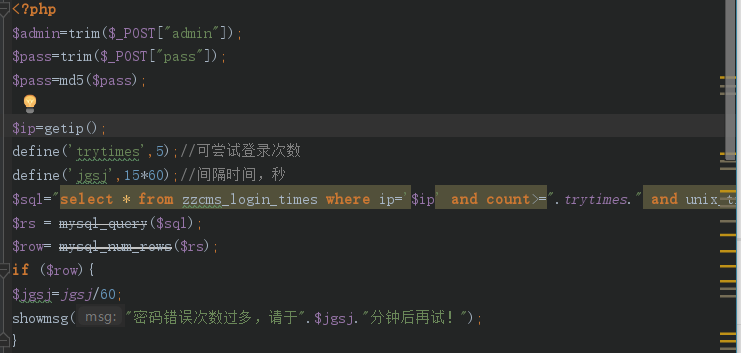 <?php
$admin=trim($_POST["admin"]);
$pass=trim($_POST["pass"]);
$pass=md5($pass);
$ip=getip();
define('trytimes',5);//可尝试登录次数
define('jgsj',15*60);//间隔时间，秒
$sql="select * from zzcms_login_times where ip='$ip and count>=".trytimes." and
$rs = mysql_query($sql);
$row= mysql_num_rows($rs);
if ($row){
$jgsj=jgsj/60;
showmsg( msg: "密码错误次数过多，请于".$jgsj."分钟后再试！");
}